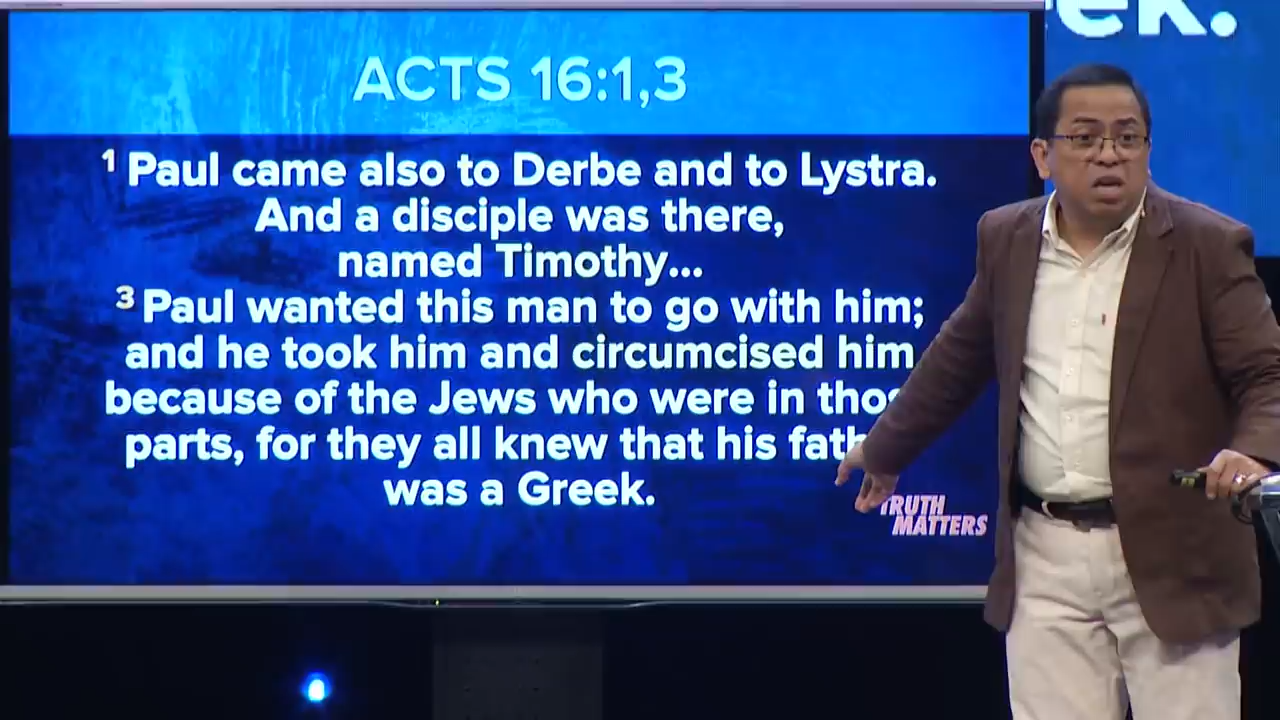 ek.
ACTS 16:1,3
1 Paul came also to Derbe and to Lystra.
And a disciple was there,
named Timothy...
3 Paul wanted this man to go with him;
and he took him and circumcised him
because of the Jews who were in
parts, for they all knew that his
was a Greek.
TRUTH
MATTERS